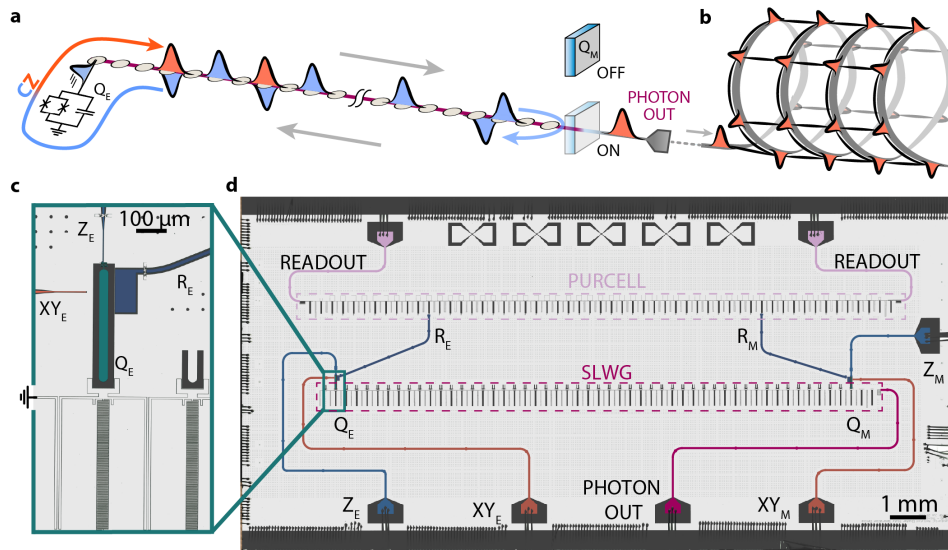 a
CZ
Q_E
Q_M
OFF
PHOTON
OUT
ON
b
c
100 µm
Z_E
R_E
XY_E
Q_E
d
READOUT
READOUT
PURCELL
R_E
R_M
Z_M
SLWG
Q_E
Q_M
Z_E
XY_E
PHOTON
OUT
XY_M
1 mm